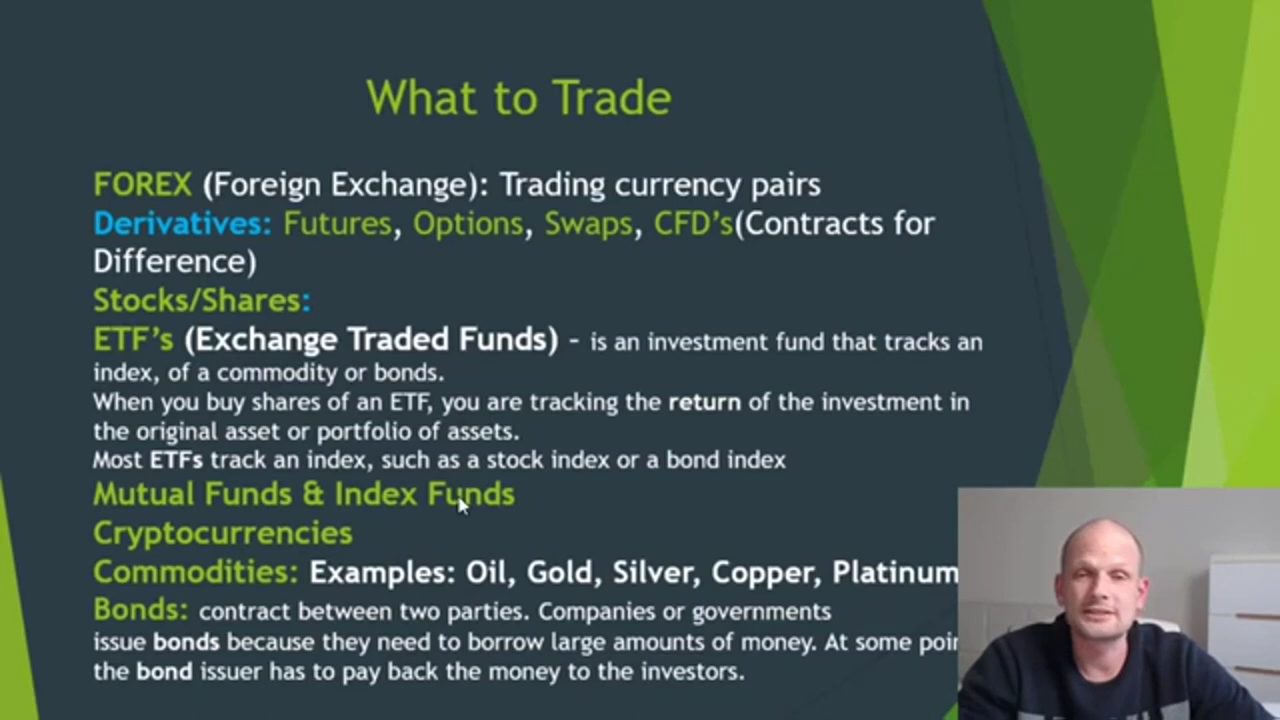 What to Trade
FOREX (Foreign Exchange): Trading currency pairs
Derivatives: Futures, Options, Swaps, CFD's(Contracts for
Difference)
Stocks/Shares:
ETF's (Exchange Traded Funds) - is an investment fund that tracks an
index, of a commodity or bonds.
When you buy shares of an ETF, you are tracking the return of the investment in
the original asset or portfolio of assets.
Most ETFs track an index, such as a stock index or a bond index
Mutual Funds & Index Funds
Cryptocurrencies
Commodities: Examples: Oil, Gold, Silver, Copper, Platinum
Bonds: contract between two parties. Companies or governments
issue bonds because they need to borrow large amounts of money. At some poin
the bond issuer has to pay back the money to the investors.